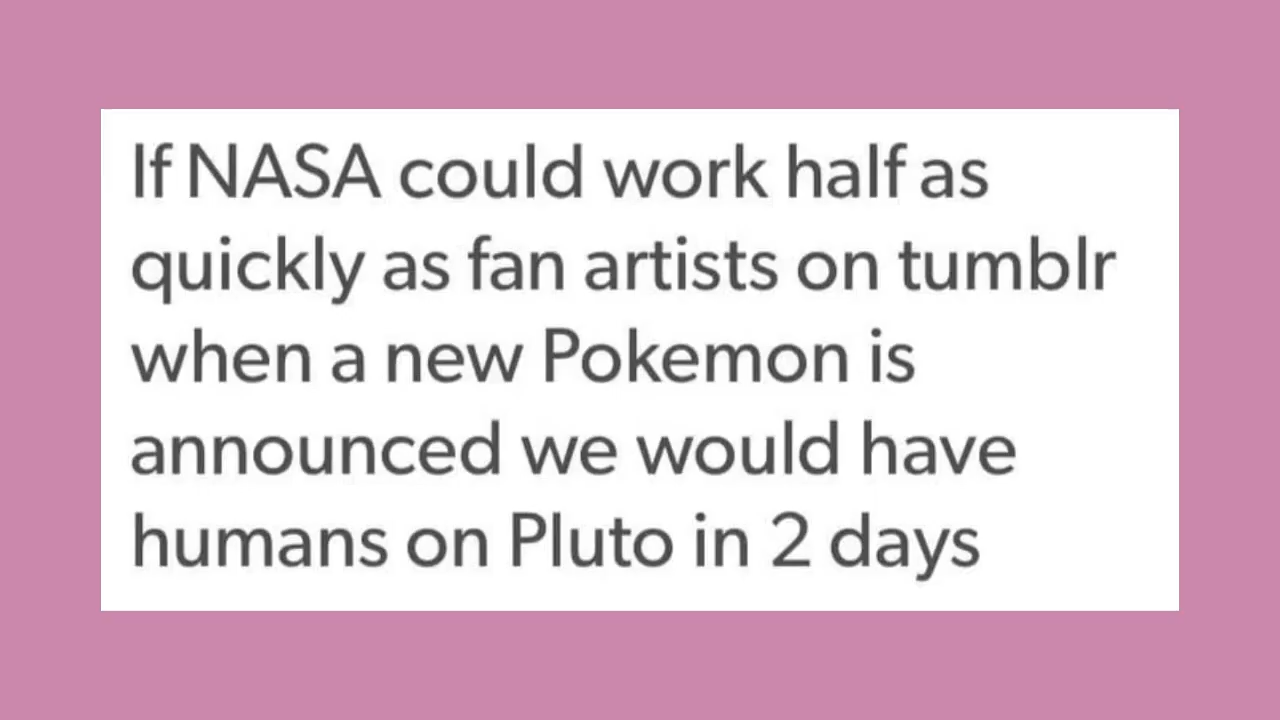 If NASA could work half as
quickly as fan artists on tumblr
when a new Pokemon is
announced we would have
humans on Pluto in 2 days